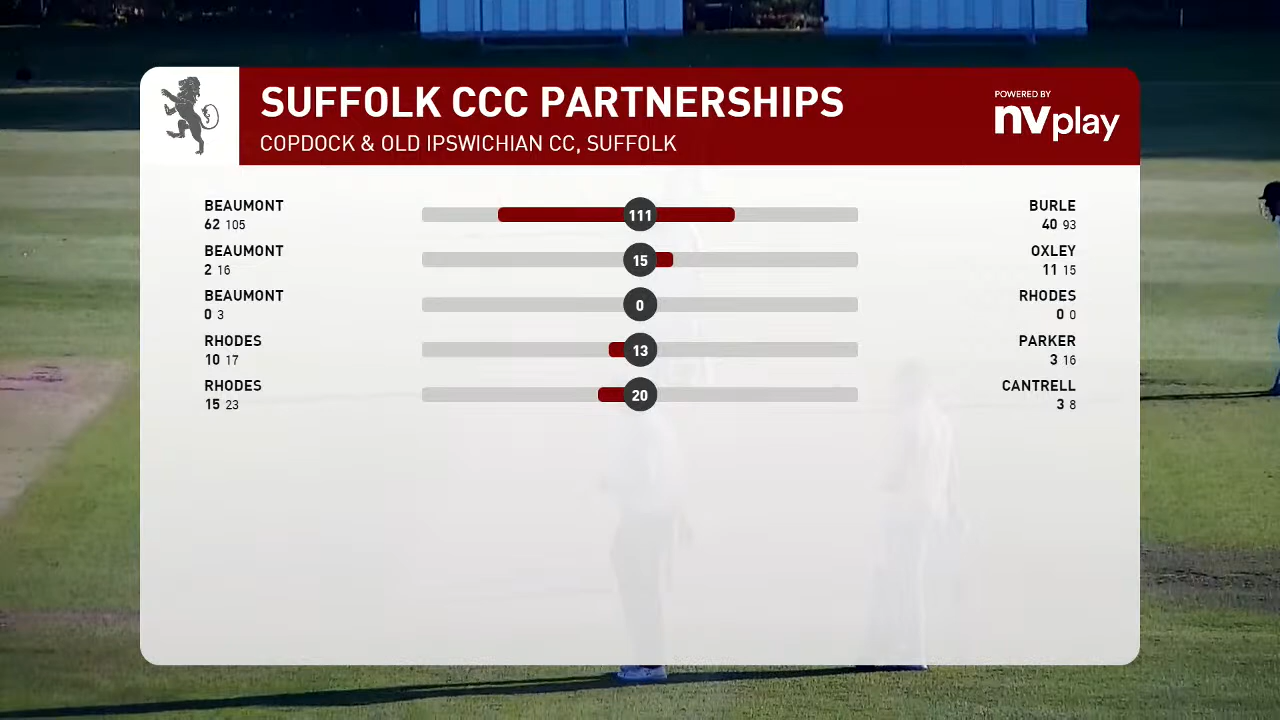 SUFFOLK CCC PARTNERSHIPS
COPDOCK & OLD IPSWICHIAN CC, SUFFOLK
POWERED BY
nvplay
BEAUMONT 111 BURLE
62 105 40 93
BEAUMONT 15 OXLEY
2 16 11 15
BEAUMONT 0 RHODES
0 3 0 0
RHODES 13 PARKER
10 17 3 16
RHODES 20 CANTRELL
15 23 3 8